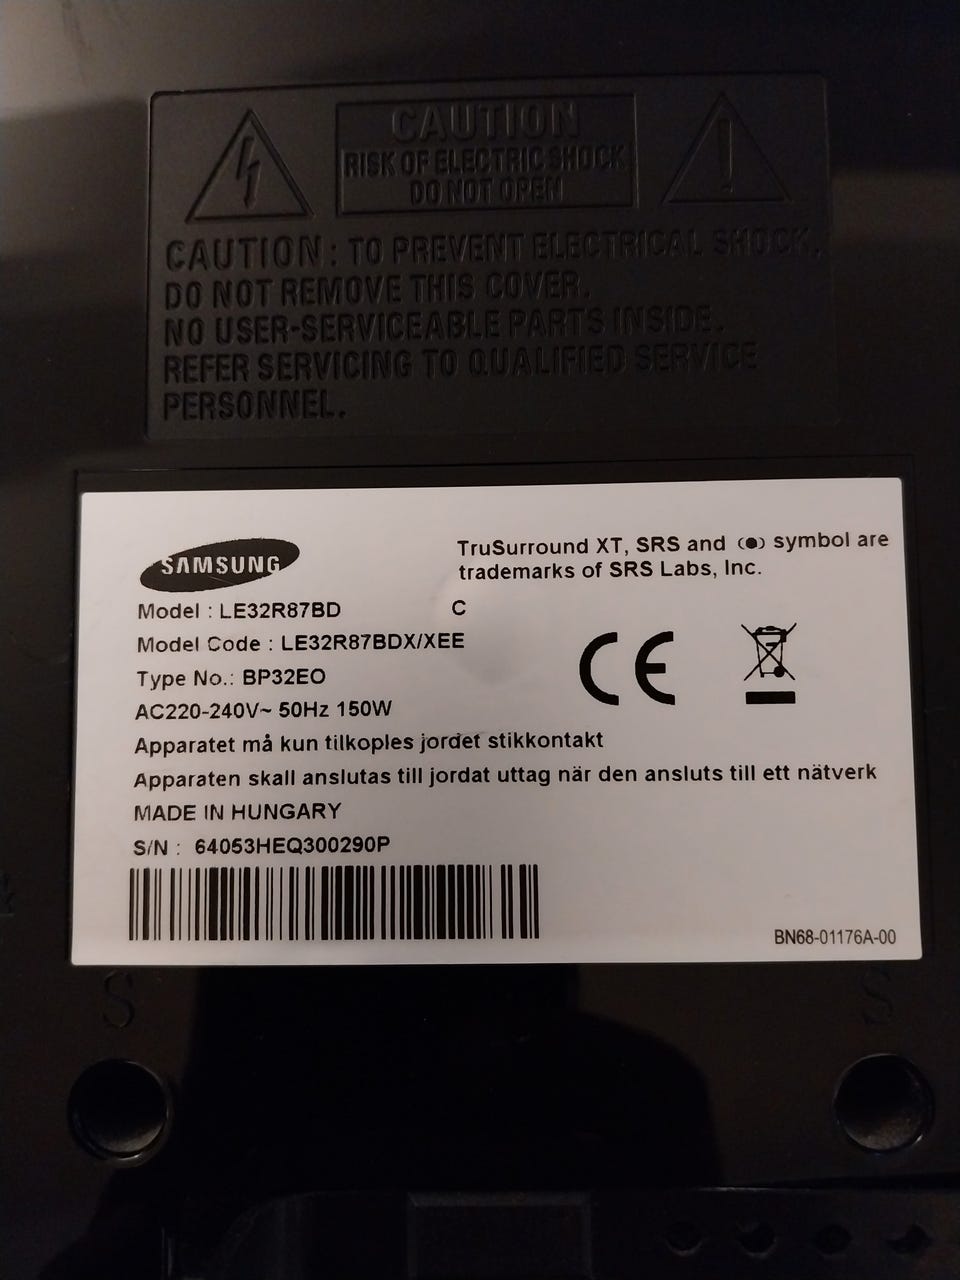 CAUTION
RISK OF ELECTRIC SHOCK
DO NOT OPEN
CAUTION : TO PREVENT ELECTRICAL SHOCK,
DO NOT REMOVE THIS COVER.
NO USER-SERVICEABLE PARTS INSIDE.
REFER SERVICING TO QUALIFIED SERVICE
PERSONNEL.
SAMSUNG
TruSurround XT, SRS and (●) symbol are
trademarks of SRS Labs, Inc.
Model : LE32R87BD C
Model Code : LE32R87BDX/XEE
Type No.: BP32EO
AC220-240V~ 50Hz 150W
CE
Apparatet må kun tilkoples jordet stikkontakt
Apparaten skall anslutas till jordat uttag när den ansluts till ett nätverk
MADE IN HUNGARY
S/N : 64053HEQ300290P
BN68-01176A-00
S S